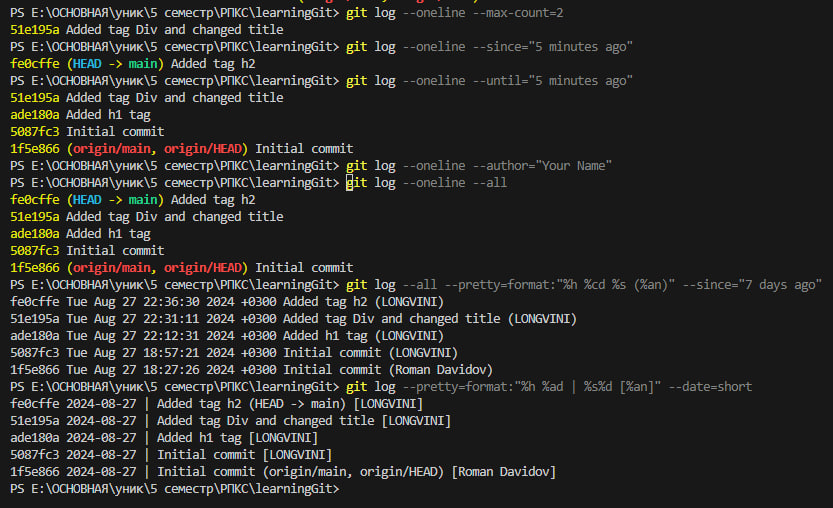 PS E:\ОСНОВНАЯ\уник\5 семестр\РПКС\learningGit> git log --oneline --max-count=2
51e195a Added tag Div and changed title
PS E:\ОСНОВНАЯ\уник\5 семестр\РПКС\learningGit> git log --oneline --since="5 minutes ago"
fe0cffe (HEAD -> main) Added tag h2
PS E:\ОСНОВНАЯ\уник\5 семестр\РПКС\learningGit> git log --oneline --until="5 minutes ago"
51e195a Added tag Div and changed title
ade180a Added h1 tag
5087fc3 Initial commit
1f5e866 (origin/main, origin/HEAD) Initial commit
PS E:\ОСНОВНАЯ\уник\5 семестр\РПКС\learningGit> git log --oneline --author="Your Name"
PS E:\ОСНОВНАЯ\уник\5 семестр\РПКС\learningGit> git log --oneline --all
fe0cffe (HEAD -> main) Added tag h2
51e195a Added tag Div and changed title
ade180a Added h1 tag
5087fc3 Initial commit
1f5e866 (origin/main, origin/HEAD) Initial commit
PS E:\ОСНОВНАЯ\уник\5 семестр\РПКС\learningGit> git log --all --pretty=format:"%h %cd %s (%an)" --since="7 days ago"
fe0cffe Tue Aug 27 22:36:30 2024 +0300 Added tag h2 (LONGVINI)
51e195a Tue Aug 27 22:31:11 2024 +0300 Added tag Div and changed title (LONGVINI)
ade180a Tue Aug 27 22:12:31 2024 +0300 Added h1 tag (LONGVINI)
5087fc3 Tue Aug 27 18:57:21 2024 +0300 Initial commit (LONGVINI)
1f5e866 Tue Aug 27 18:27:26 2024 +0300 Initial commit (Roman Davidov)
PS E:\ОСНОВНАЯ\уник\5 семестр\РПКС\learningGit> git log --pretty=format:"%h %ad | %s%d [%an]" --date=short
fe0cffe 2024-08-27 | Added tag h2 (HEAD -> main) [LONGVINI]
51e195a 2024-08-27 | Added tag Div and changed title [LONGVINI]
ade180a 2024-08-27 | Added h1 tag [LONGVINI]
5087fc3 2024-08-27 | Initial commit [LONGVINI]
1f5e866 2024-08-27 | Initial commit (origin/main, origin/HEAD) [Roman Davidov]
PS E:\ОСНОВНАЯ\уник\5 семестр\РПКС\learningGit>